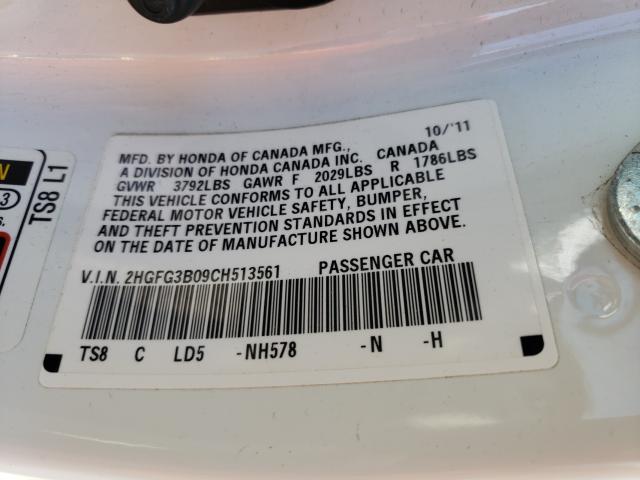 10/'11
MFD. BY HONDA OF CANADA MFG.,
A DIVISION OF HONDA CANADA INC. CANADA
GVWR 3792LBS GAWR F 2029LBS R 1786LBS
THIS VEHICLE CONFORMS TO ALL APPLICABLE
FEDERAL MOTOR VEHICLE SAFETY, BUMPER,
AND THEFT PREVENTION STANDARDS IN EFFECT
ON THE DATE OF MANUFACTURE SHOWN ABOVE.
V.I.N. 2HGFG3B09CH513561 PASSENGER CAR
TS8 C LD5 -NH578 -N -H
TS8 L1
N
3
s.